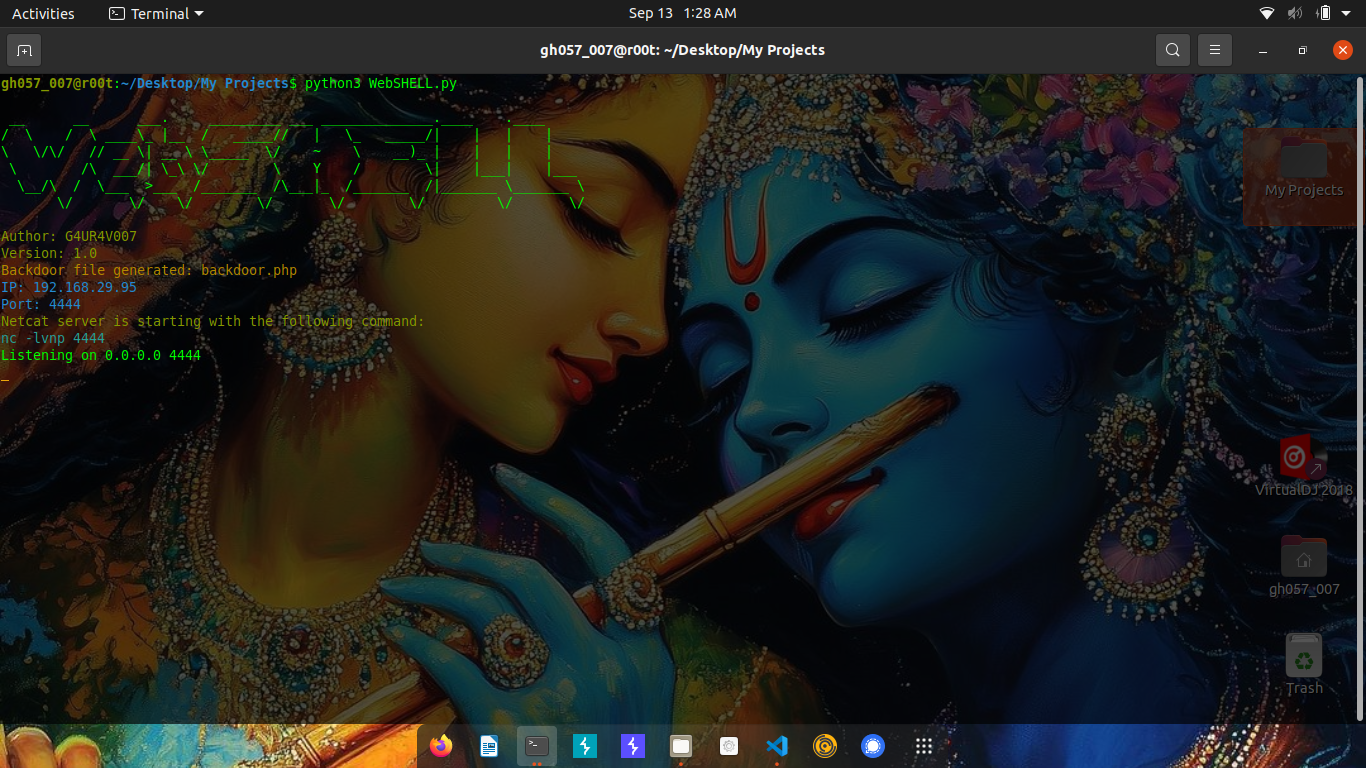 Activities
Terminal
Sep 13 1:28 AM
gh057_007@r00t: ~/Desktop/My Projects
gh057_007@r00t:~/Desktop/My Projects$ python3 WebSHELL.py
WebSHELL
Author: G4UR4V007
Version: 1.0
Backdoor file generated: backdoor.php
IP: 192.168.29.95
Port: 4444
Netcat server is starting with the following command:
nc -lvnp 4444
Listening on 0.0.0.0 4444
My Projects
VirtualDJ 2018
gh057_007
Trash